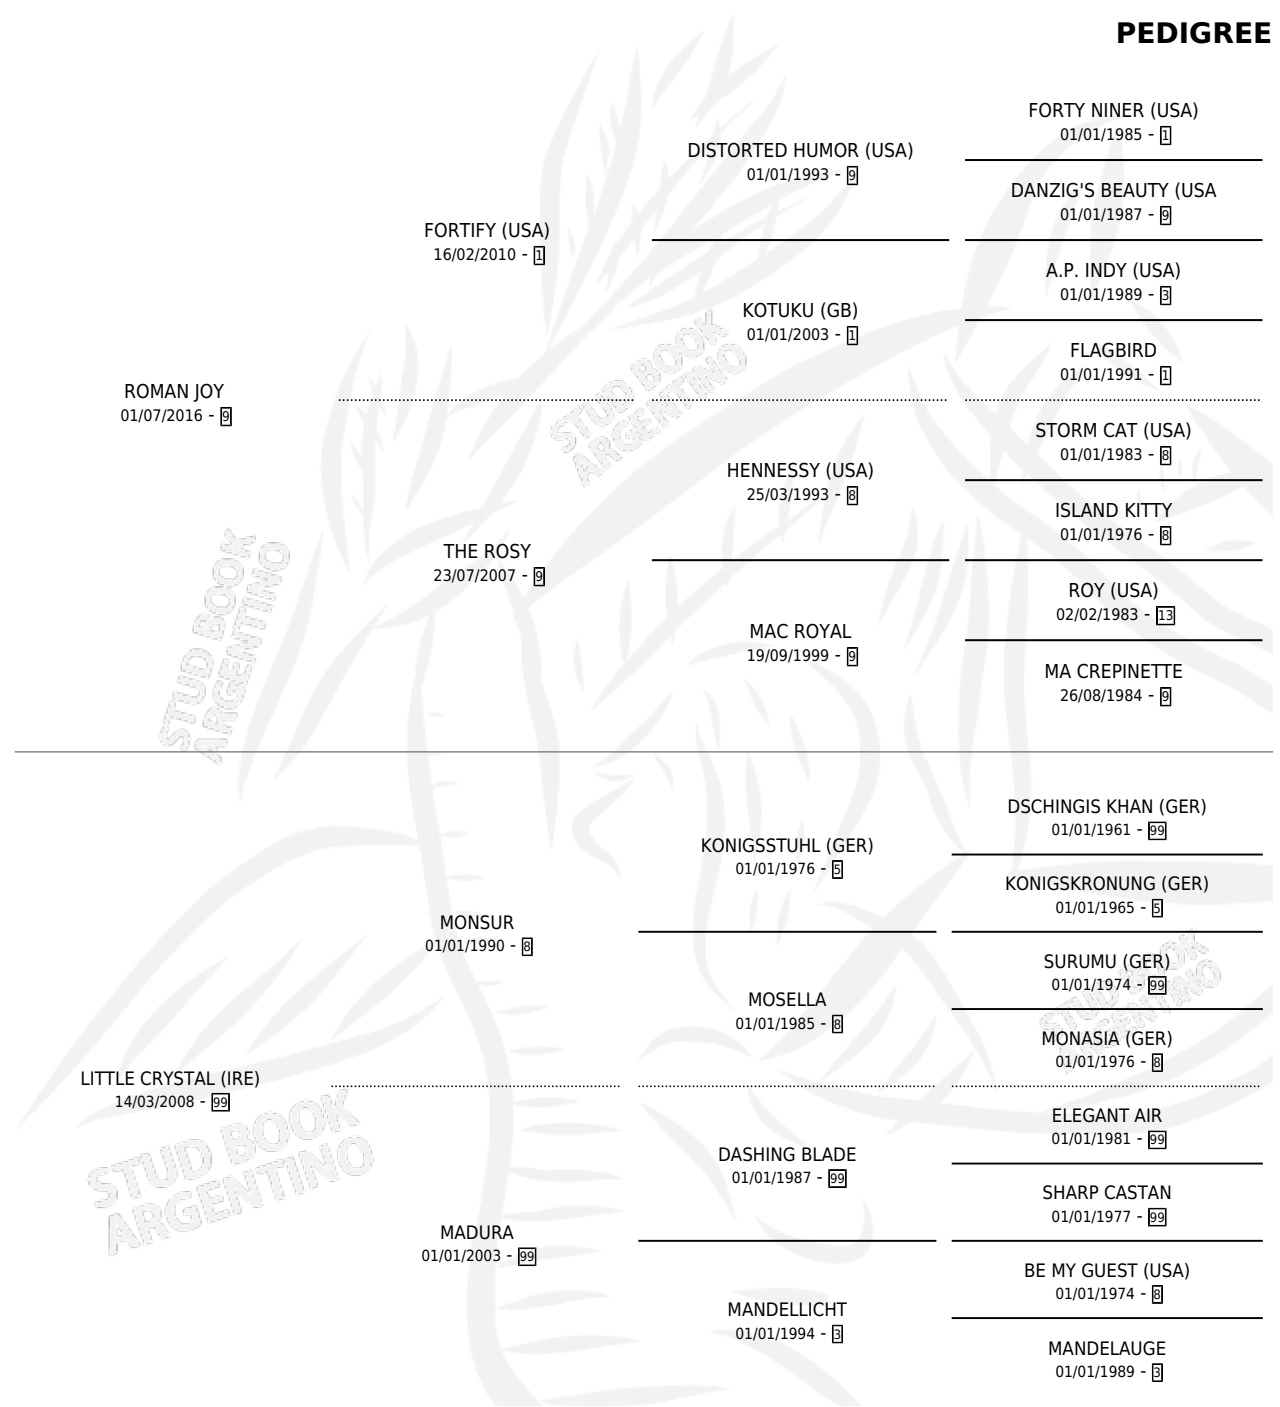 PEDIGREE
FORTY NINER (USA)
01/01/1985 - 1
DISTORTED HUMOR (USA)
01/01/1993 - 9
DANZIG'S BEAUTY (USA
01/01/1987 - 9
FORTIFY (USA)
16/02/2010 - 1
A.P. INDY (USA)
01/01/1989 - 3
KOTUKU (GB)
01/01/2003 - 1
FLAGBIRD
01/01/1991 - 1
ROMAN JOY
01/07/2016 - 9
STORM CAT (USA)
01/01/1983 - 8
HENNESSY (USA)
25/03/1993 - 8
ISLAND KITTY
01/01/1976 - 8
THE ROSY
23/07/2007 - 9
ROY (USA)
02/02/1983 - 13
MAC ROYAL
19/09/1999 - 9
MA CREPINETTE
26/08/1984 - 9
DSCHINGIS KHAN (GER)
01/01/1961 - 99
KONIGSSTUHL (GER)
01/01/1976 - 5
KONIGSKRONUNG (GER)
01/01/1965 - 5
MONSUR
01/01/1990 - 8
SURUMU (GER)
01/01/1974 - 99
MOSELLA
01/01/1985 - 8
MONASIA (GER)
01/01/1976 - 8
LITTLE CRYSTAL (IRE)
14/03/2008 - 99
ELEGANT AIR
01/01/1981 - 99
DASHING BLADE
01/01/1987 - 99
SHARP CASTAN
01/01/1977 - 99
MADURA
01/01/2003 - 99
BE MY GUEST (USA)
01/01/1974 - 8
MANDELLICHT
01/01/1994 - 3
MANDELAUGE
01/01/1989 - 3
STUD BOOK
ARGENTINO
STUD BOOK
ARGENTINO
STUD BOOK
ARGENTINO
STUD BOOK
ARGENTINO